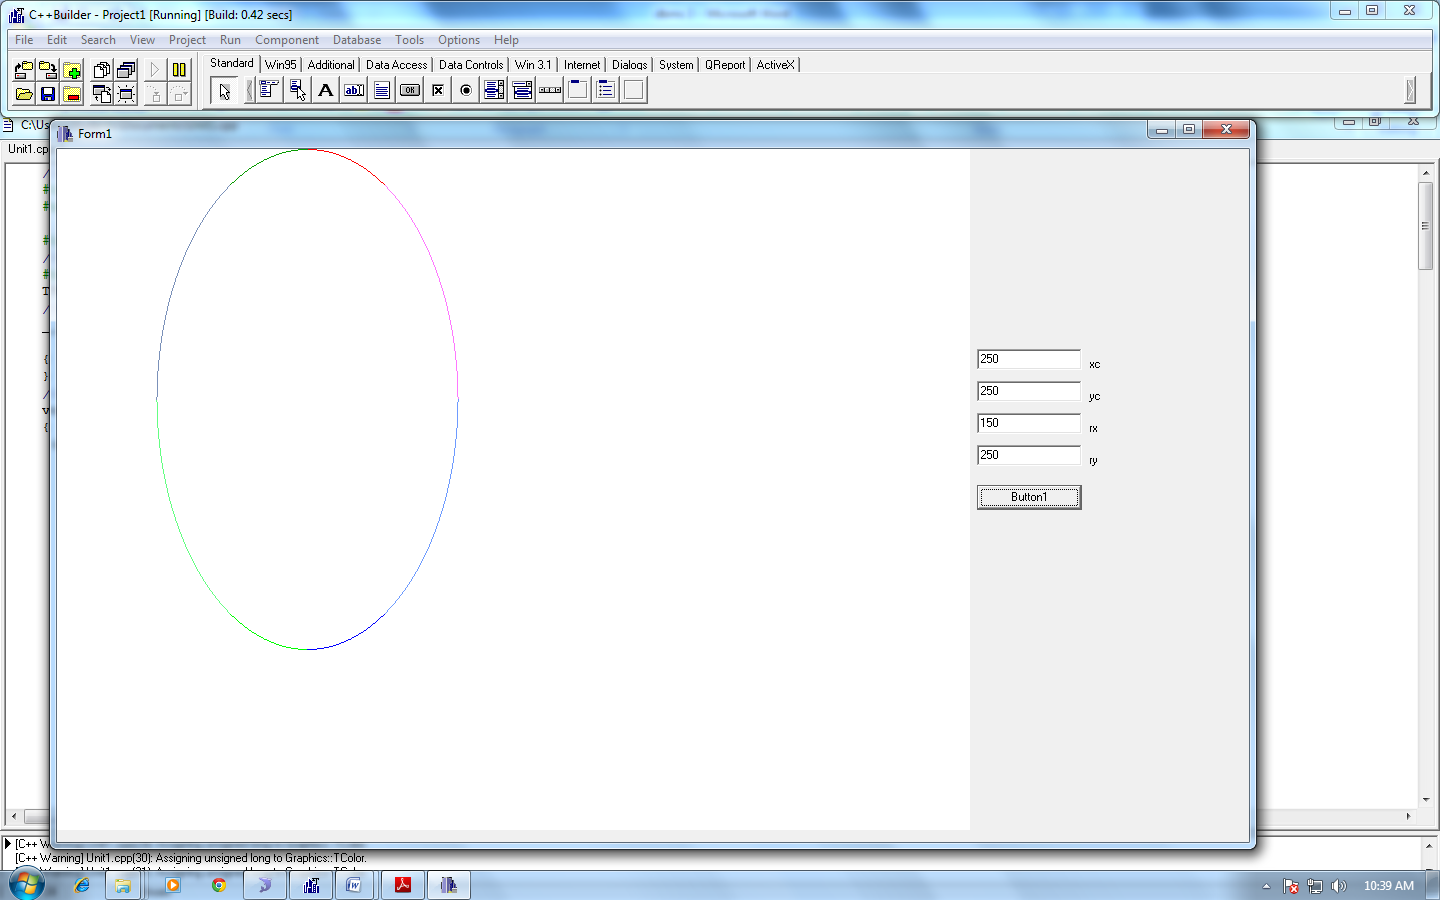 C++Builder - Project1 [Running] [Build: 0.42 secs]
File Edit Search View Project Run Component Database Tools Options Help
Standard Win95 Additional Data Access Data Controls Win 3.1 Internet Dialogs System QReport ActiveX
A ab OK
C:\Us
Form1
Unit1.cp
250 xc
250 yc
150 rx
250 ry
Button1
[C++ W
[C++ Warning] Unit1.cpp(30): Assigning unsigned long to Graphics::TColor.
10:39 AM